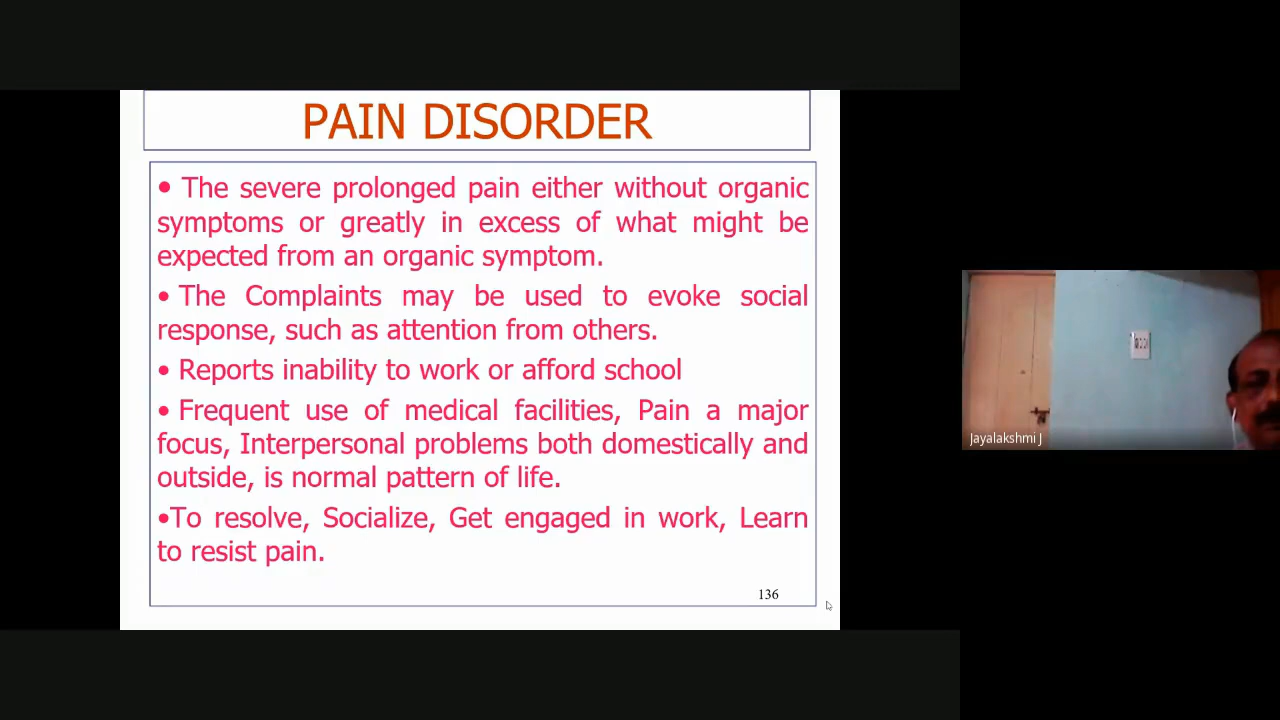 PAIN DISORDER
• The severe prolonged pain either without organic
symptoms or greatly in excess of what might be
expected from an organic symptom.
• The Complaints may be used to evoke social
response, such as attention from others.
• Reports inability to work or afford school
• Frequent use of medical facilities, Pain a major
focus, Interpersonal problems both domestically and
outside, is normal pattern of life.
•To resolve, Socialize, Get engaged in work, Learn
to resist pain.
136
Jayalakshmi J